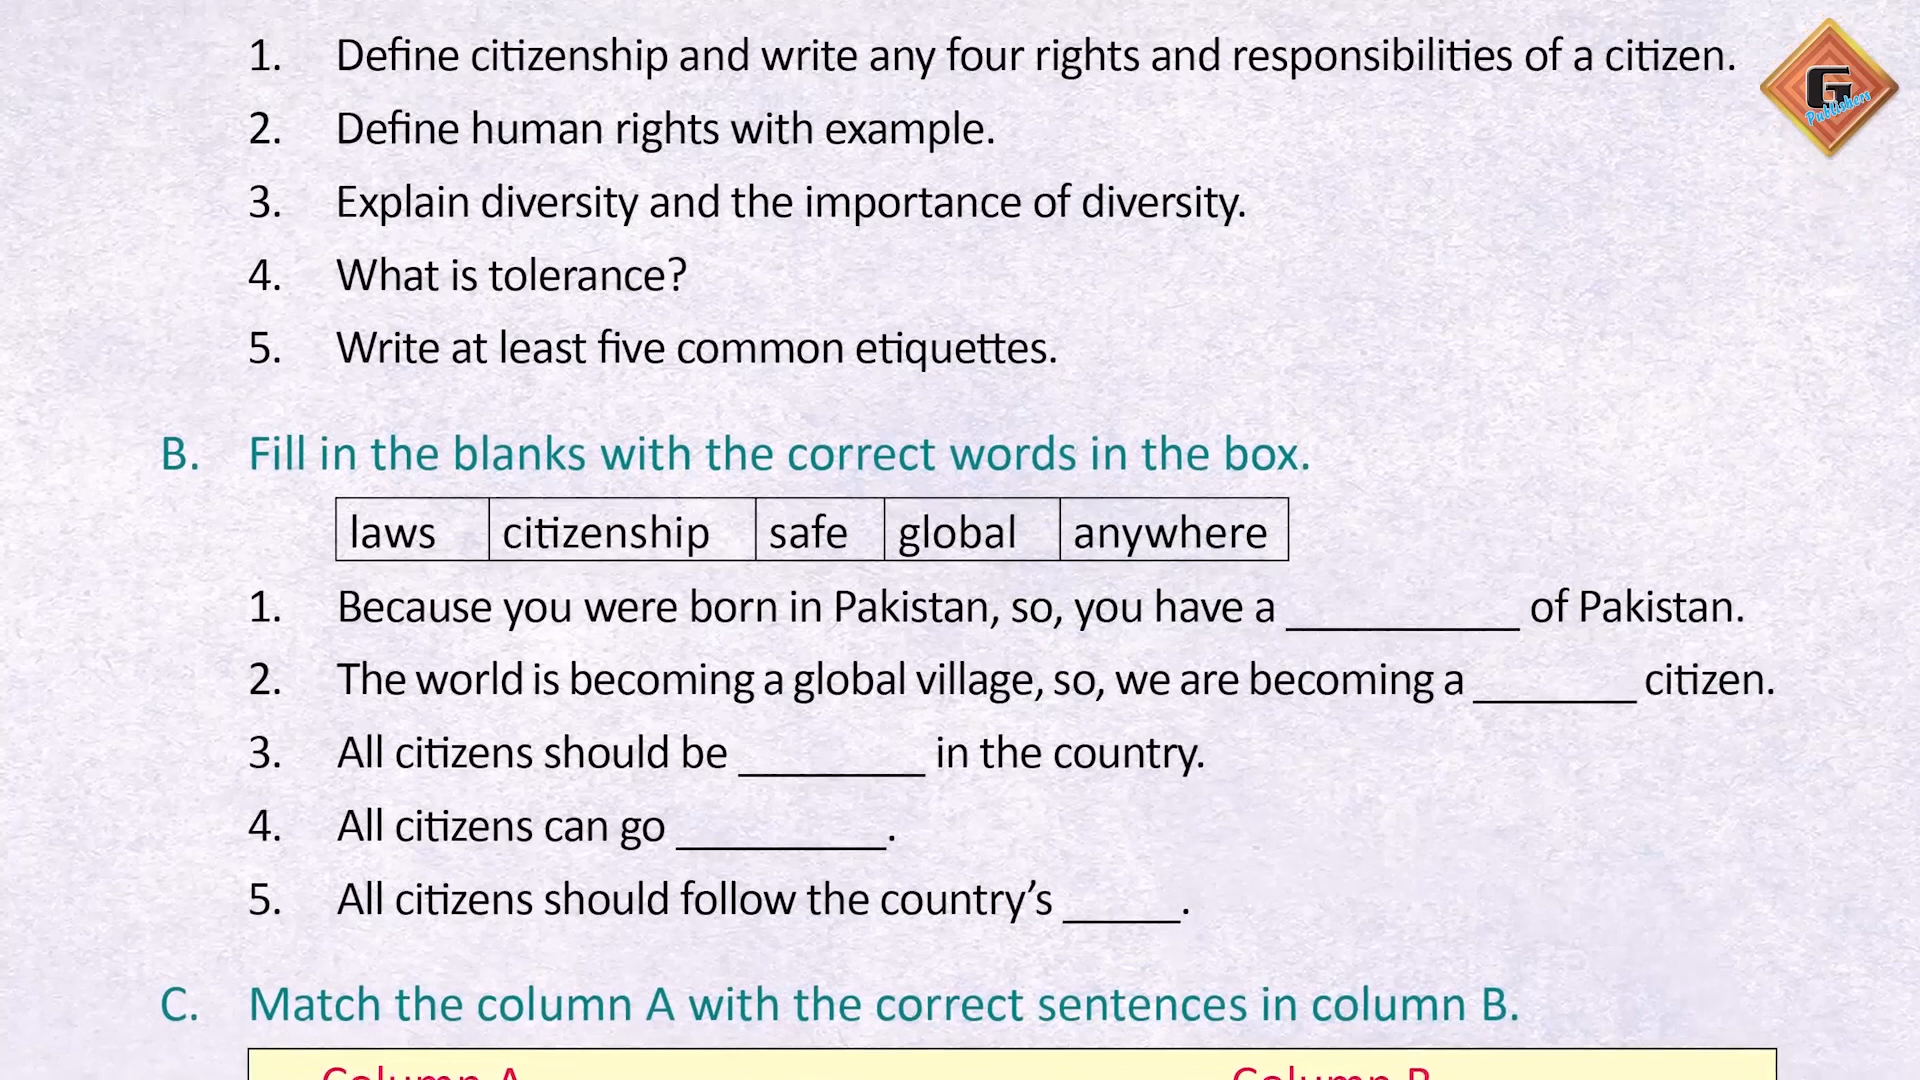 1. Define citizenship and write any four rights and responsibilities of a citizen.
G
Publishers
2. Define human rights with example.
3. Explain diversity and the importance of diversity.
4. What is tolerance?
5. Write at least five common etiquettes.
B. Fill in the blanks with the correct words in the box.
laws citizenship safe global anywhere
1. Because you were born in Pakistan, so, you have a __________ of Pakistan.
2. The world is becoming a global village, so, we are becoming a _______ citizen.
3. All citizens should be ________ in the country.
4. All citizens can go _________.
5. All citizens should follow the country’s _____.
C. Match the column A with the correct sentences in column B.
Column A Column B